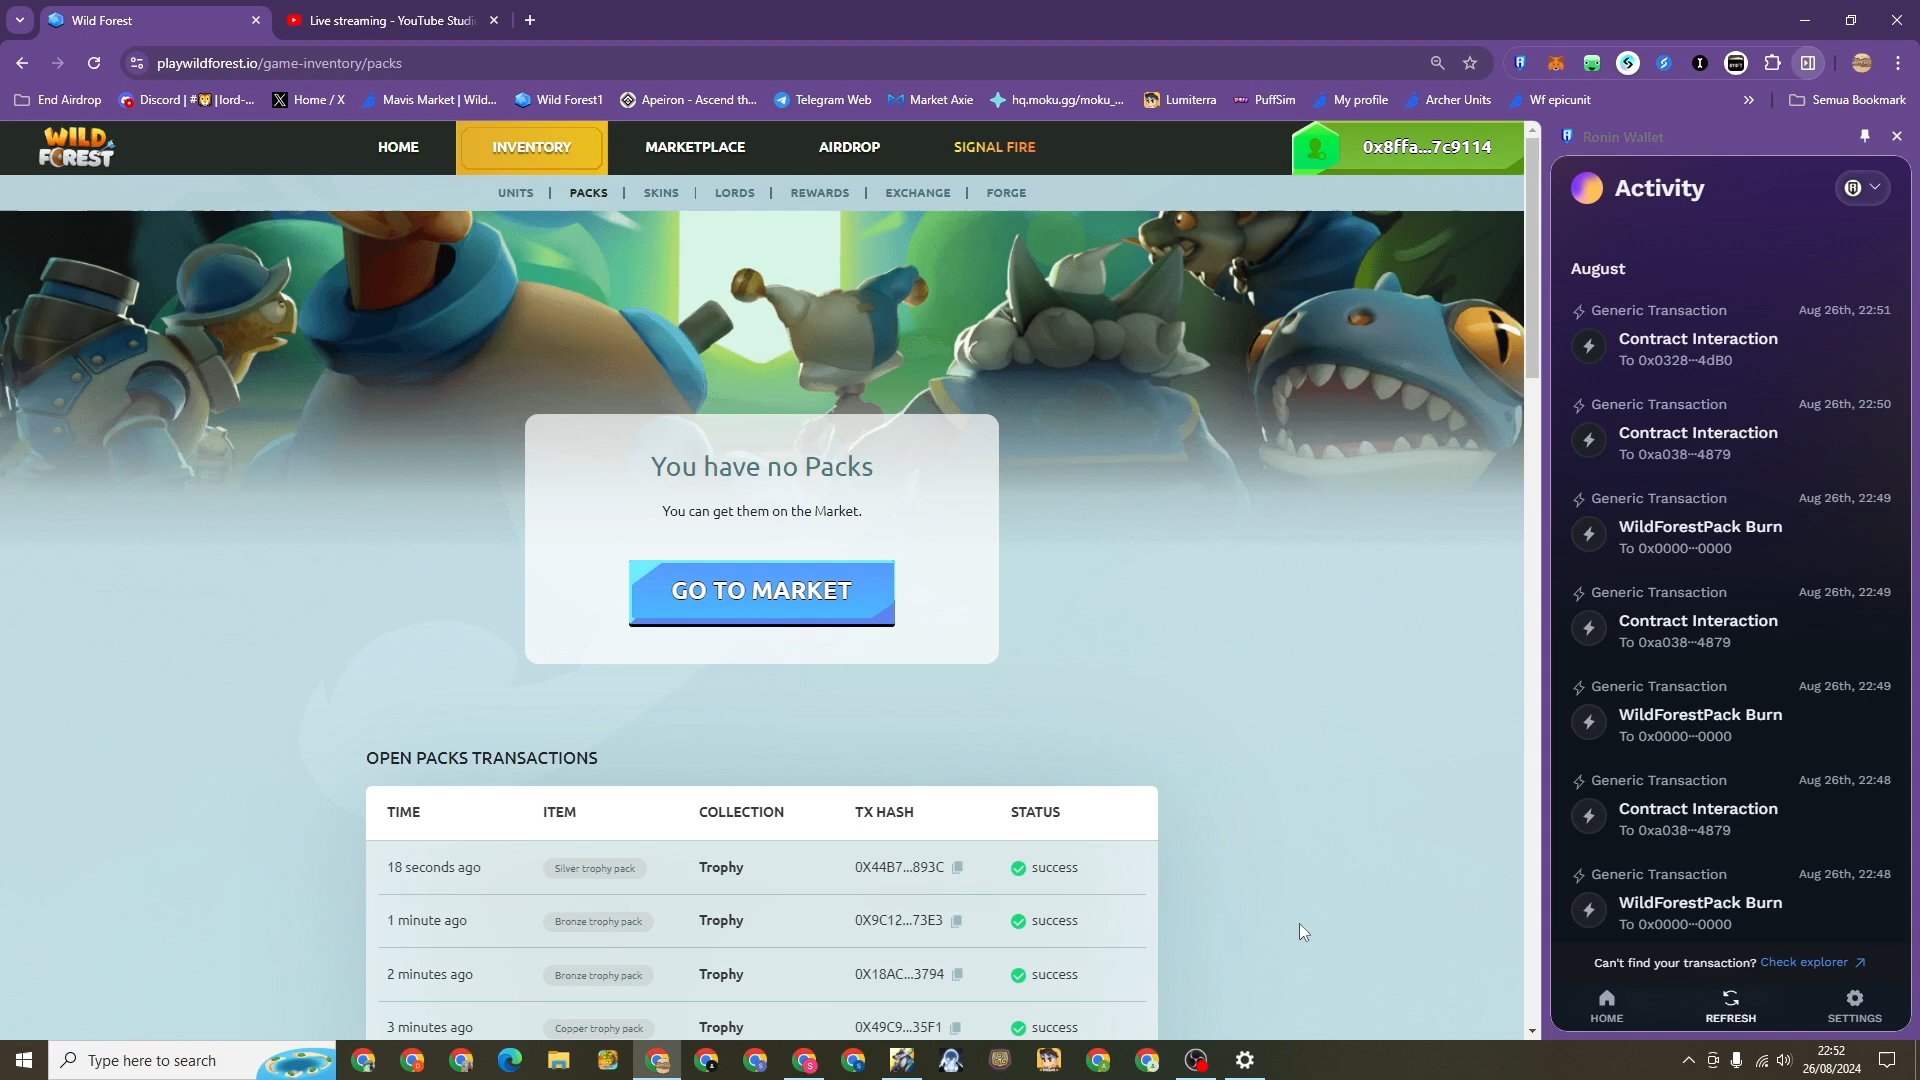 Wild Forest
Live streaming - YouTube Studi
playwildforest.io/game-inventory/packs
End Airdrop
Discord | #🦁|lord-...
Home / X
Mavis Market | Wild...
Wild Forest1
Apeiron - Ascend th...
Telegram Web
Market Axie
hq.moku.gg/moku_...
Lumiterra
PuffSim
My profile
Archer Units
Wf epicunit
»
Semua Bookmark
WILD FOREST
HOME
INVENTORY
MARKETPLACE
AIRDROP
SIGNAL FIRE
0x8ffa...7c9114
UNITS | PACKS | SKINS | LORDS | REWARDS | EXCHANGE | FORGE
You have no Packs
You can get them on the Market.
GO TO MARKET
OPEN PACKS TRANSACTIONS
TIME ITEM COLLECTION TX HASH STATUS
18 seconds ago Silver trophy pack Trophy 0X44B7...893C success
1 minute ago Bronze trophy pack Trophy 0X9C12...73E3 success
2 minutes ago Bronze trophy pack Trophy 0X18AC...3794 success
3 minutes ago Copper trophy pack Trophy 0X49C9...35F1 success
Ronin Wallet
Activity
August
Generic Transaction Aug 26th, 22:51
Contract Interaction
To 0x0328···4dB0
Generic Transaction Aug 26th, 22:50
Contract Interaction
To 0xa038···4879
Generic Transaction Aug 26th, 22:49
WildForestPack Burn
To 0x0000···0000
Generic Transaction Aug 26th, 22:49
Contract Interaction
To 0xa038···4879
Generic Transaction Aug 26th, 22:49
WildForestPack Burn
To 0x0000···0000
Generic Transaction Aug 26th, 22:48
Contract Interaction
To 0xa038···4879
Generic Transaction Aug 26th, 22:48
WildForestPack Burn
To 0x0000···0000
Can't find your transaction? Check explorer
HOME
REFRESH
SETTINGS
Type here to search
22:52
26/08/2024